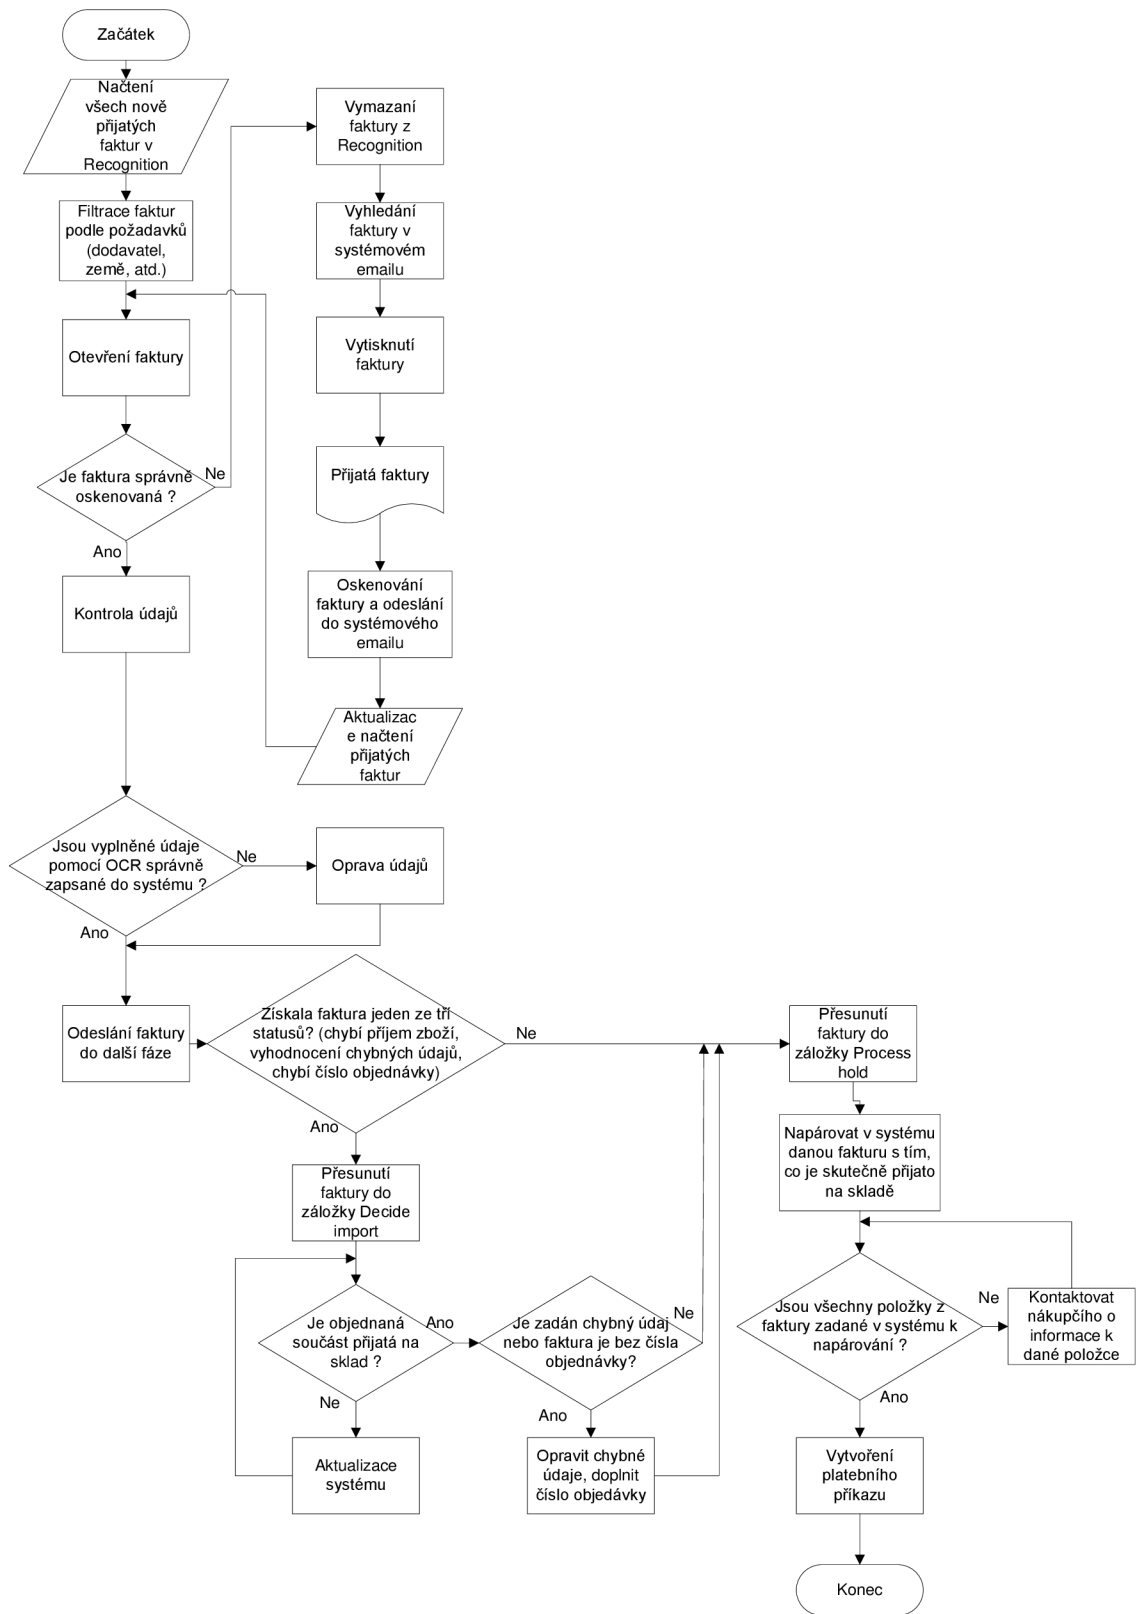 Začátek
Načtení
všech nově
přijatých
faktur v
Recognition
Filtrace faktur
podle požadavků
(dodavatel,
země, atd.)
Otevření faktury
Je faktura správně
oskenovaná ?
Ne
Ano
Kontrola údajů
Vymazaní
faktury z
Recognition
Vyhledání
faktury v
systémovém
emailu
Vytisknutí
faktury
Přijatá faktury
Oskenování
faktury a odeslání
do systémového
emailu
Aktualizac
e načtení
přijatých
faktur
Jsou vyplněné údaje
pomocí OCR správně
zapsané do systému ?
Ne
Oprava údajů
Ano
Odeslání faktury
do další fáze
Získala faktura jeden ze tří
statusů? (chybí příjem zboží,
vyhodnocení chybných údajů,
chybí číslo objednávky)
Ne
Ano
Přesunutí
faktury do
záložky Decide
import
Je objednaná
součást přijatá na
sklad ?
Ano
Ne
Aktualizace
systému
Je zadán chybný údaj
nebo faktura je bez čísla
objednávky?
Ne
Ano
Opravit chybné
údaje, doplnit
číslo objedávky
Přesunutí
faktury do
záložky Process
hold
Napárovat v systému
danou fakturu s tím,
co je skutečně přijato
na skladě
Jsou všechny položky z
faktury zadané v systému k
napárování ?
Ne
Kontaktovat
nákupčího o
informace k
dané položce
Ano
Vytvoření
platebního
příkazu
Konec